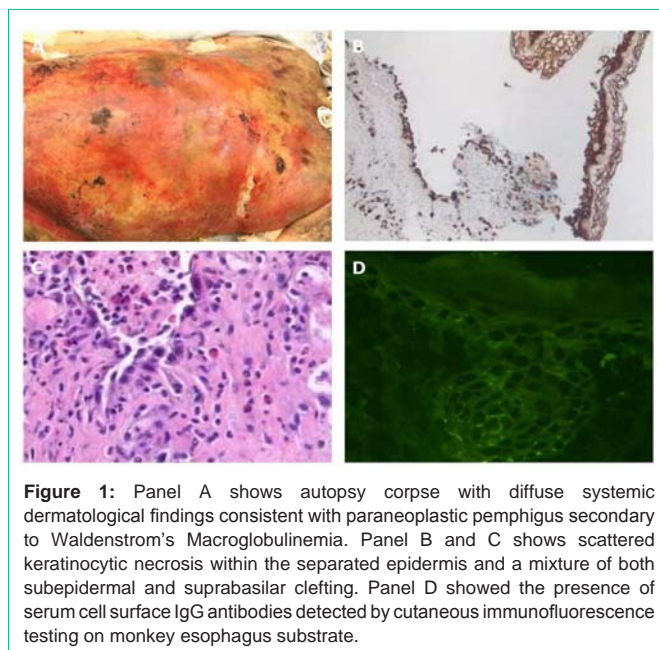 A
B
C
D
Figure 1: Panel A shows autopsy corpse with diffuse systemic
dermatological findings consistent with paraneoplastic pemphigus secondary
to Waldenstrom's Macroglobulinemia. Panel B and C shows scattered
keratinocytic necrosis within the separated epidermis and a mixture of both
subepidermal and suprabasilar clefting. Panel D showed the presence of
serum cell surface IgG antibodies detected by cutaneous immunofluorescence
testing on monkey esophagus substrate.